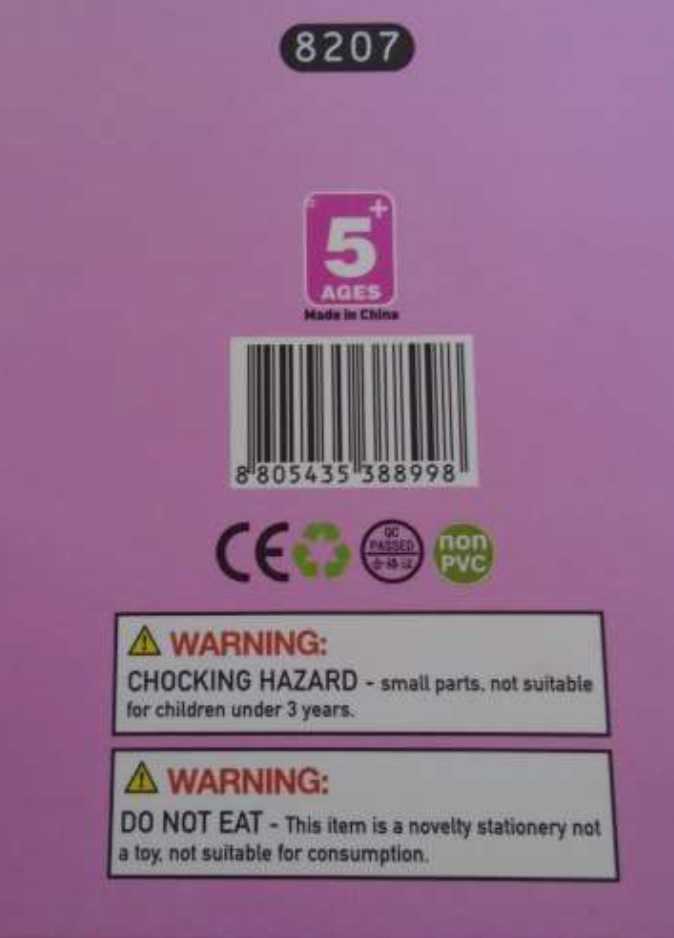 8207
5+
AGES
Made in China
8 805435 388998
CE
QC
PASSED
non
PVC
WARNING:
CHOCKING HAZARD - small parts, not suitable
for children under 3 years.
WARNING:
DO NOT EAT - This item is a novelty stationery not
a toy, not suitable for consumption.